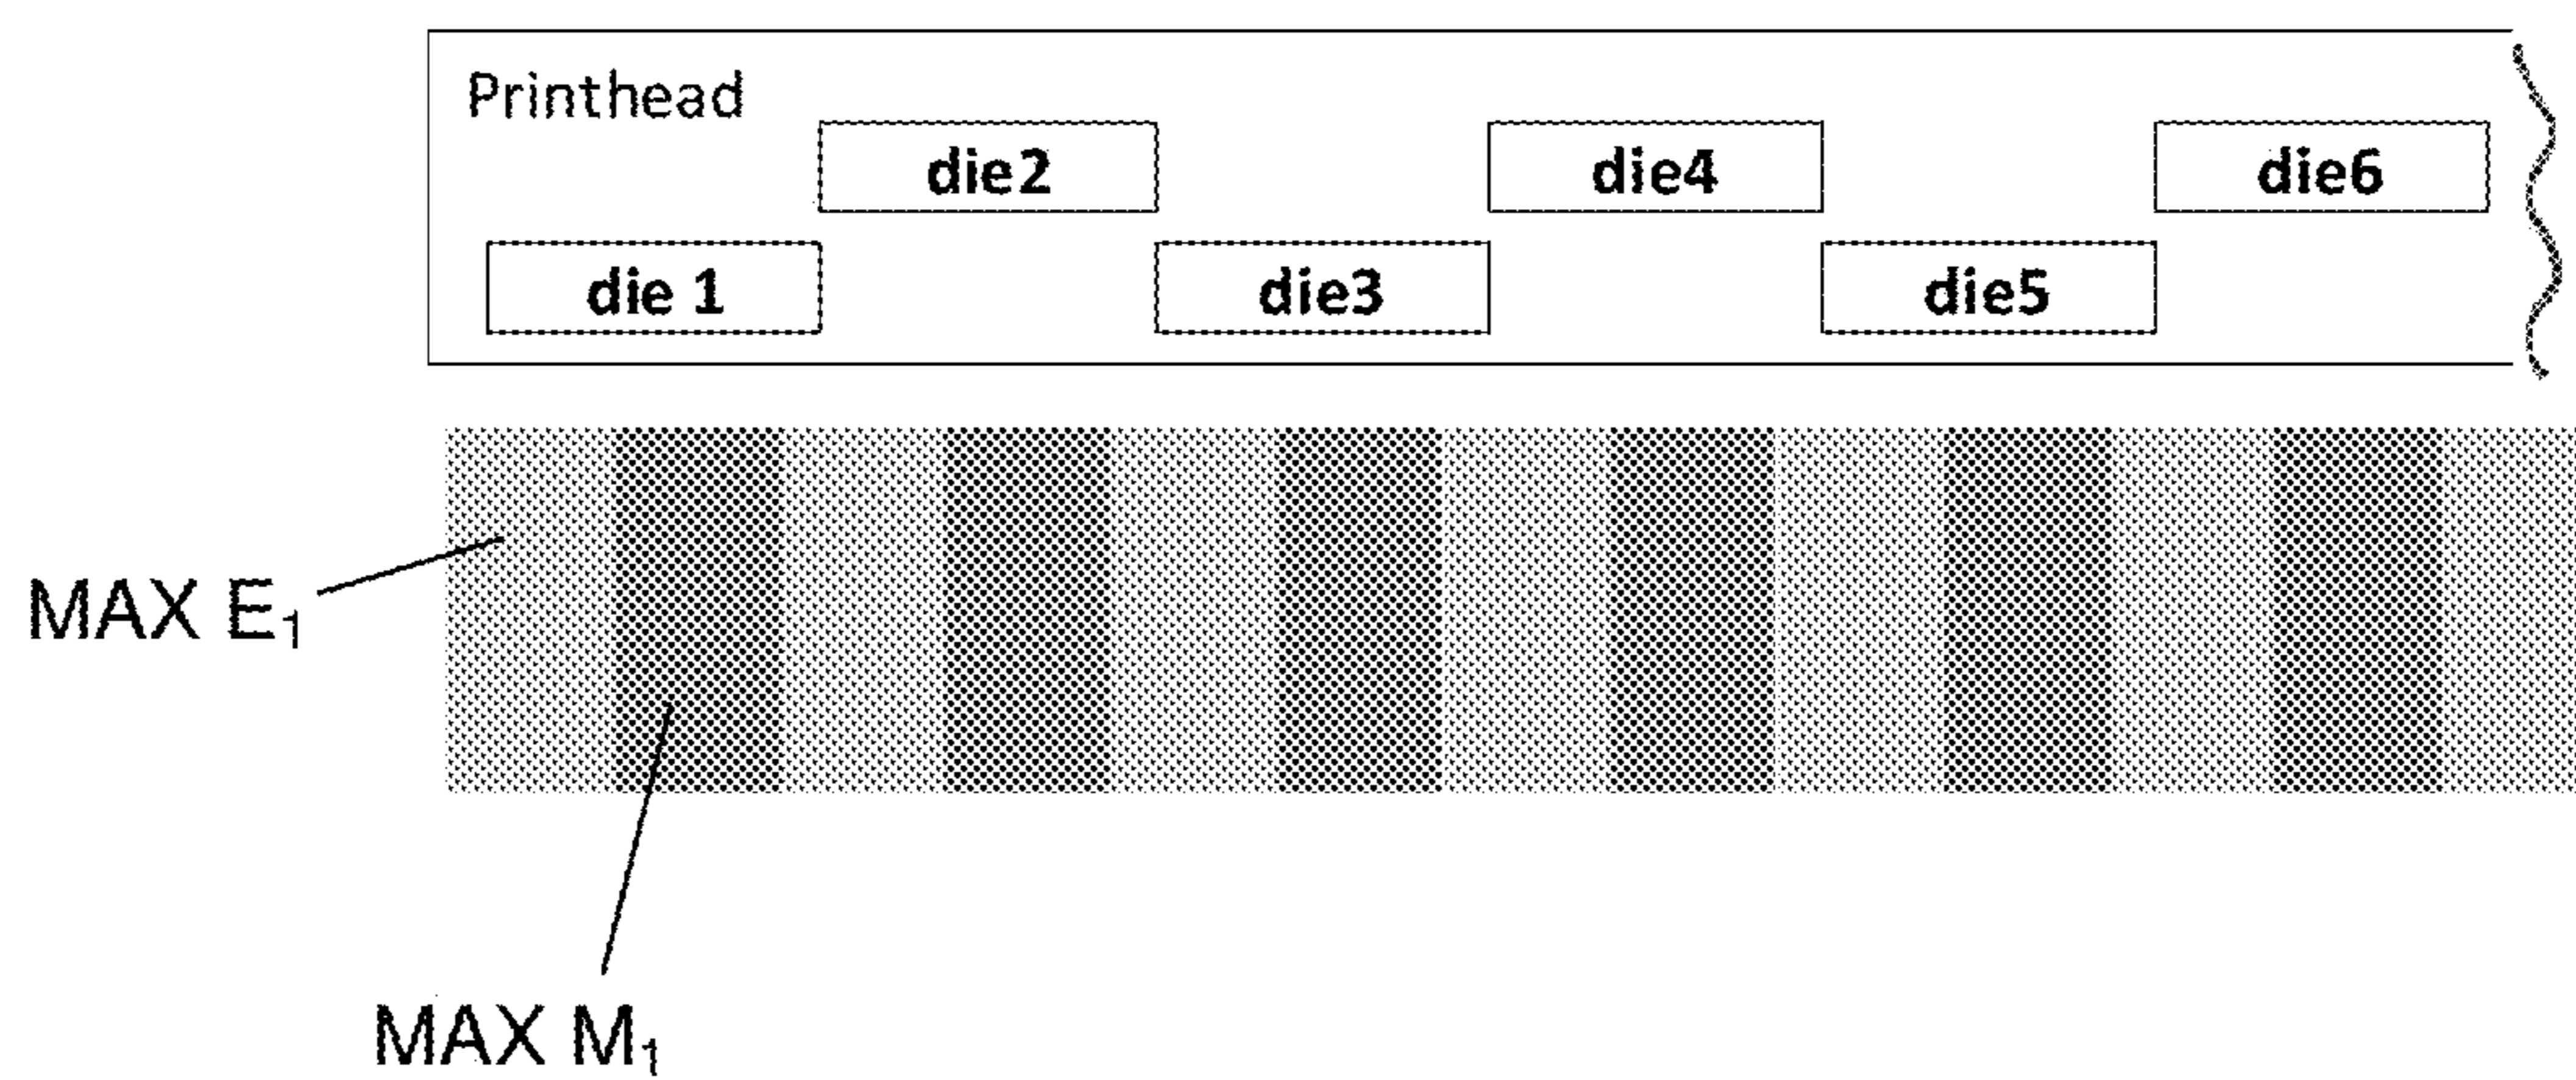 Printhead
die2 die4 die6
die 1 die3 die5
MAX E₁
MAX M₁